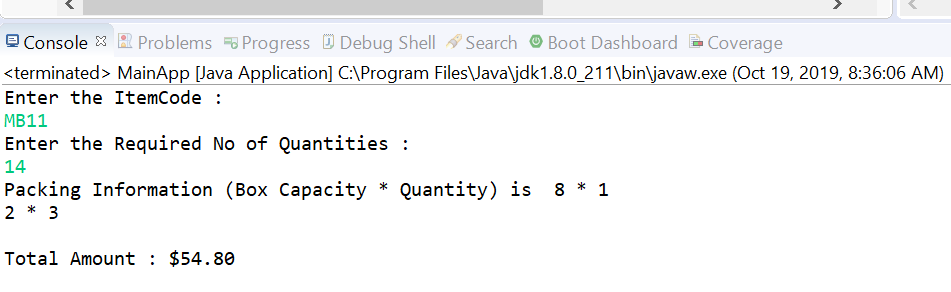 Console Problems Progress Debug Shell Search Boot Dashboard Coverage
<terminated> MainApp [Java Application] C:\Program Files\Java\jdk1.8.0_211\bin\javaw.exe (Oct 19, 2019, 8:36:06 AM)
Enter the ItemCode :
MB11
Enter the Required No of Quantities :
14
Packing Information (Box Capacity * Quantity) is  8 * 1
2 * 3
Total Amount : $54.80